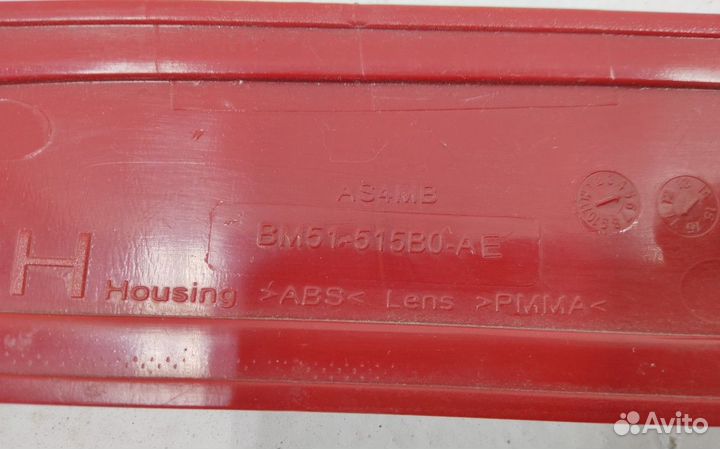 AS4MB
BM51-515B0-AE
H Housing >ABS< Lens >PMMA<
Avito